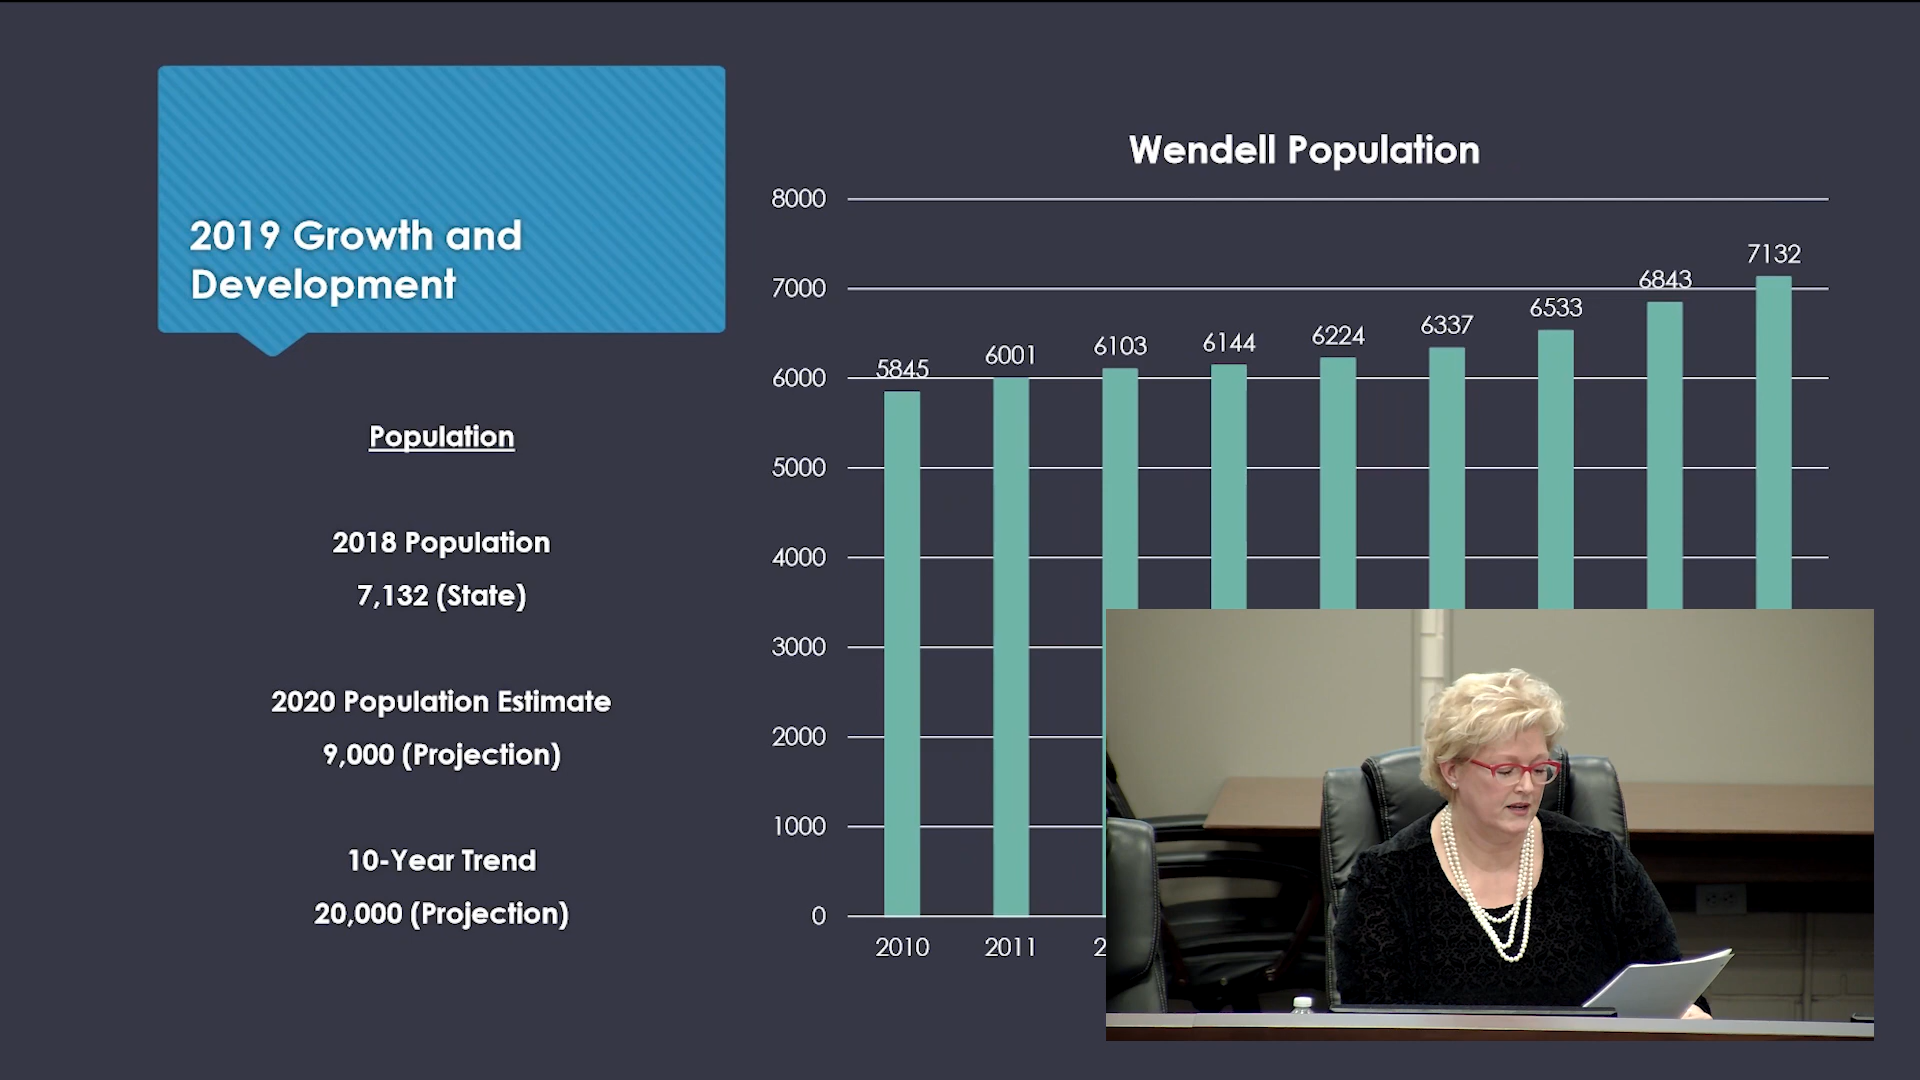 2019 Growth and
Development
Population
2018 Population
7,132 (State)
2020 Population Estimate
9,000 (Projection)
10-Year Trend
20,000 (Projection)
Wendell Population
8000
7000
6000
5000
4000
3000
2000
1000
0
5845
6001
6103
6144
6224
6337
6533
6843
7132
2010
2011
2